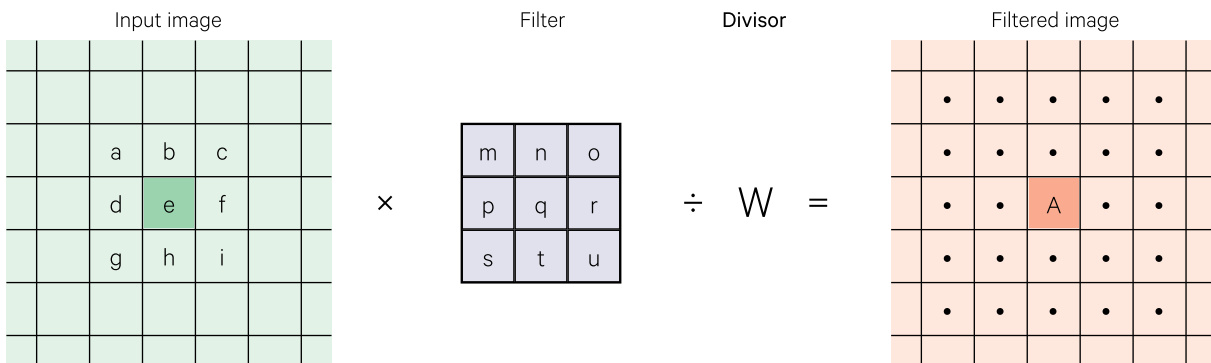 Input image Filter Divisor Filtered image
a b c m n o
d e f × p q r ÷ W = A
g h i s t u